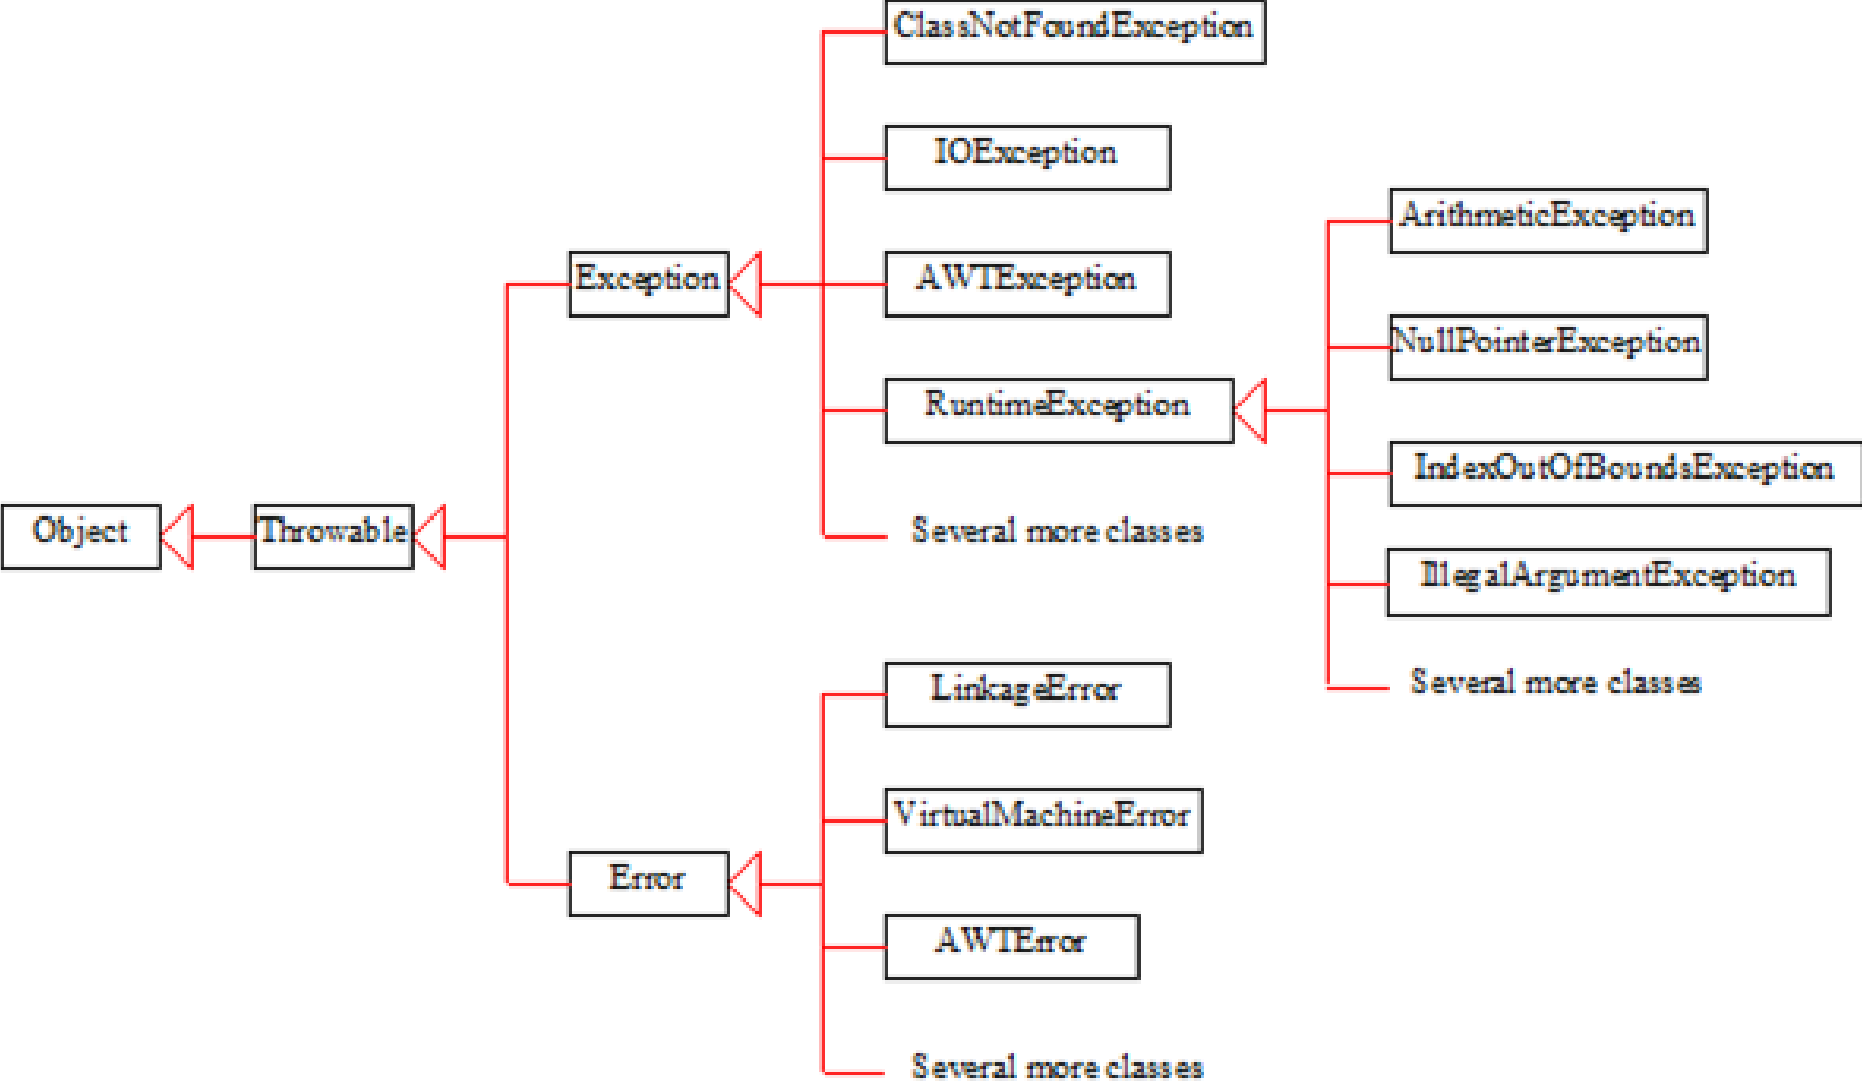 ClassNotFoundException
IOException
ArithmeticException
Exception
AWTException
NullPointerException
RuntimeException
IndexOutOfBoundsException
Object
Throwable
Several more classes
IllegalArgumentException
LinkageError
Several more classes
VirtualMachineError
Error
AWTError
Several more classes